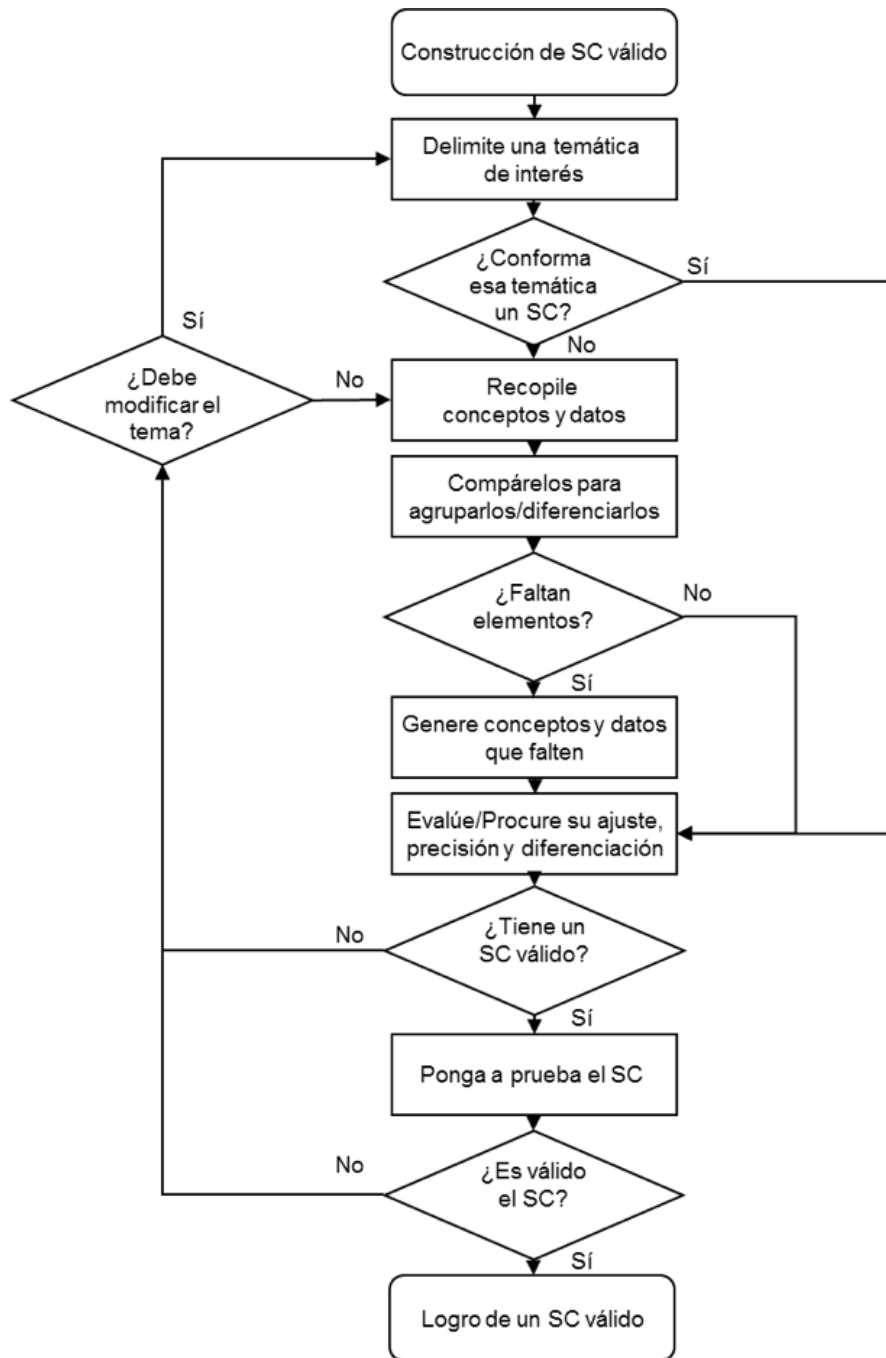 Construcción de SC válido
Delimite una temática
de interés
¿Conforma
esa temática
un SC?
Sí
No
Sí
¿Debe
modificar el
tema?
No
Recopile
conceptos y datos
Compárelos para
agruparlos/diferenciarlos
¿Faltan
elementos?
No
Sí
Genere conceptos y datos
que falten
Evalúe/Procure su ajuste,
precisión y diferenciación
¿Tiene un
SC válido?
No
Sí
Ponga a prueba el SC
¿Es válido
el SC?
No
Sí
Logro de un SC válido